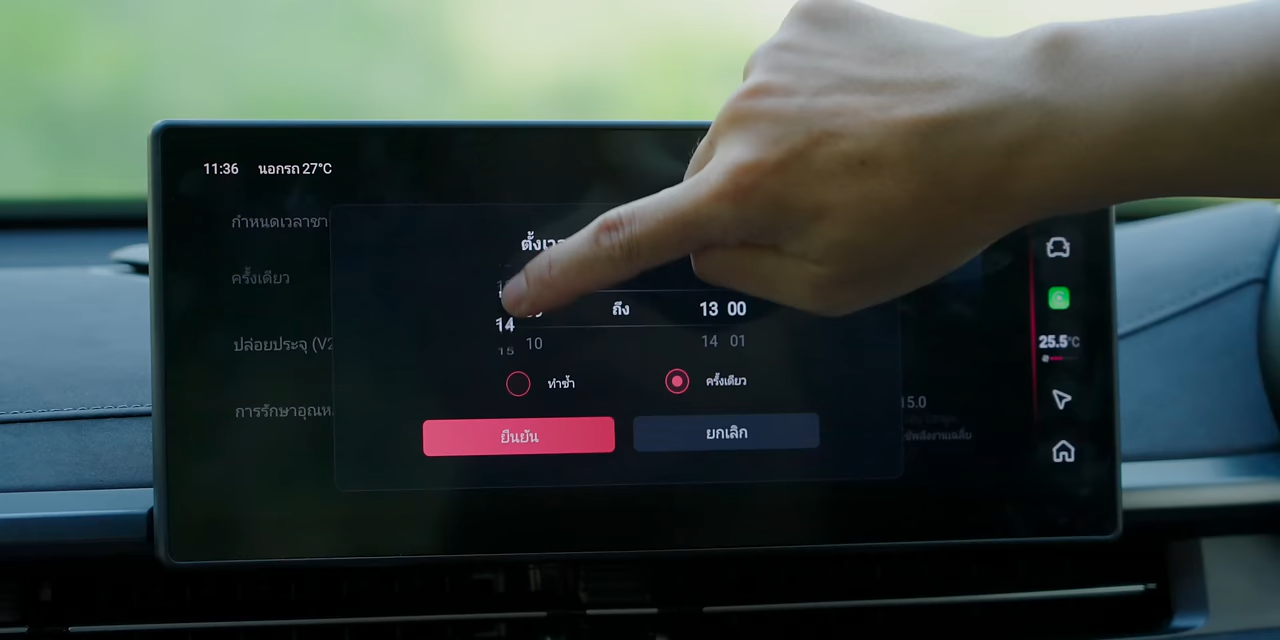 11:36 นอกรถ 27°C
กำหนดเวลาชา
ครั้งเดียว
ปล่อยประจุ (V2
การรักษาอุณห
14
ถึง
13 00
15 10
14 01
ทำซ้ำ
ครั้งเดียว
ยืนยัน
ยกเลิก
25.5°C
15.0